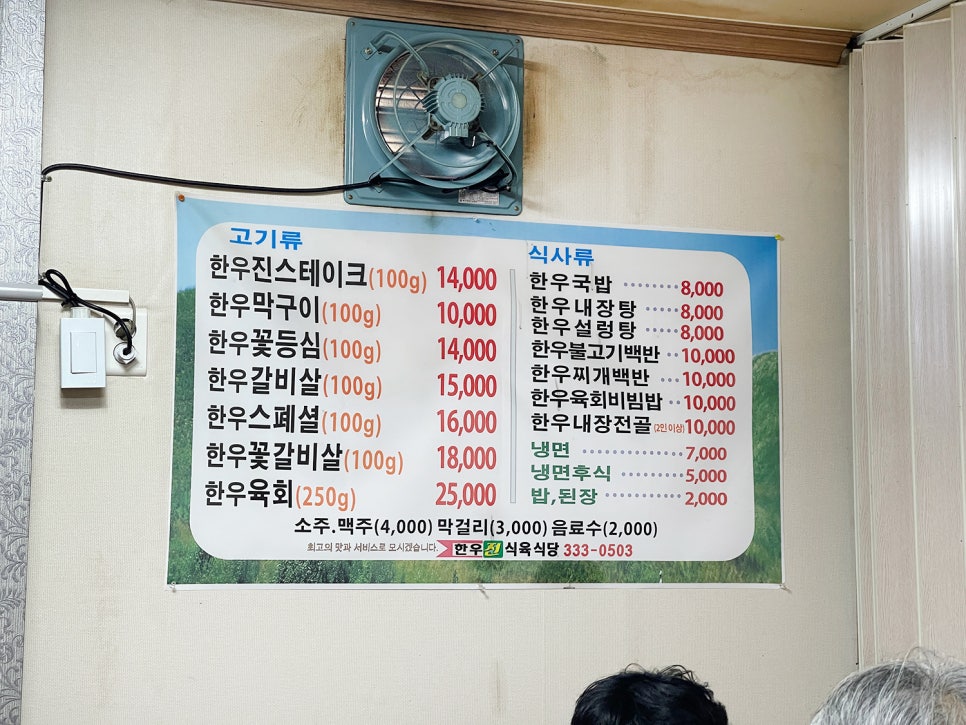 고기류
한우진스테이크(100g) 14,000
한우막구이(100g) 10,000
한우꽃등심(100g) 14,000
한우갈비살(100g) 15,000
한우스폐셜(100g) 16,000
한우꽃갈비살(100g) 18,000
한우육회(250g) 25,000
식사류
한우국밥 ········ 8,000
한우내장탕 ······ 8,000
한우설렁탕 ······ 8,000
한우불고기백반 ·· 10,000
한우찌개백반 ··· 10,000
한우육회비빔밥 ·· 10,000
한우내장전골(2인이상)10,000
냉면 ············· 7,000
냉면후식 ········· 5,000
밥,된장 ··········· 2,000
소주.맥주(4,000) 막걸리(3,000) 음료수(2,000)
최고의 맛과 서비스로 모시겠습니다. 한우진 식육식당 333-0503